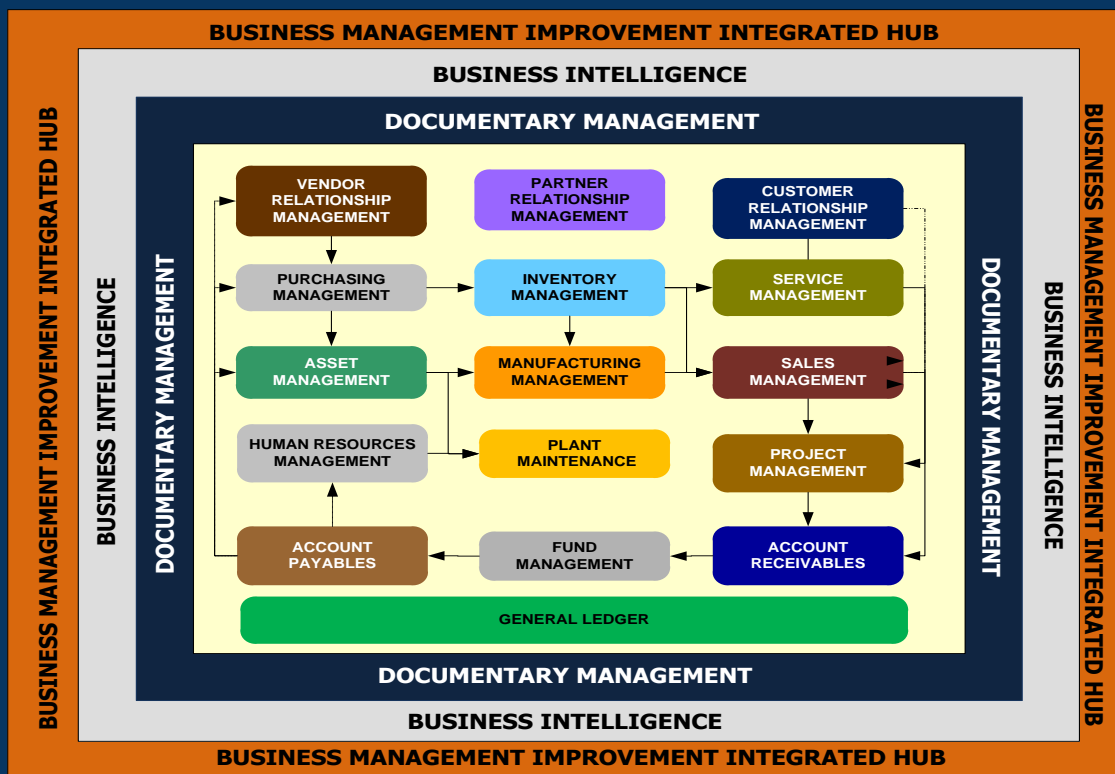 BUSINESS MANAGEMENT IMPROVEMENT INTEGRATED HUB
BUSINESS INTELLIGENCE
DOCUMENTARY MANAGEMENT
BUSINESS MANAGEMENT IMPROVEMENT INTEGRATED HUB
BUSINESS INTELLIGENCE
DOCUMENTARY MANAGEMENT
VENDOR
RELATIONSHIP
MANAGEMENT
PARTNER
RELATIONSHIP
MANAGEMENT
CUSTOMER
RELATIONSHIP
MANAGEMENT
PURCHASING
MANAGEMENT
INVENTORY
MANAGEMENT
SERVICE
MANAGEMENT
ASSET
MANAGEMENT
MANUFACTURING
MANAGEMENT
SALES
MANAGEMENT
HUMAN RESOURCES
MANAGEMENT
PLANT
MAINTENANCE
PROJECT
MANAGEMENT
ACCOUNT
PAYABLES
FUND
MANAGEMENT
ACCOUNT
RECEIVABLES
GENERAL LEDGER
DOCUMENTARY MANAGEMENT
BUSINESS INTELLIGENCE
BUSINESS MANAGEMENT IMPROVEMENT INTEGRATED HUB
DOCUMENTARY MANAGEMENT
BUSINESS INTELLIGENCE
BUSINESS MANAGEMENT IMPROVEMENT INTEGRATED HUB